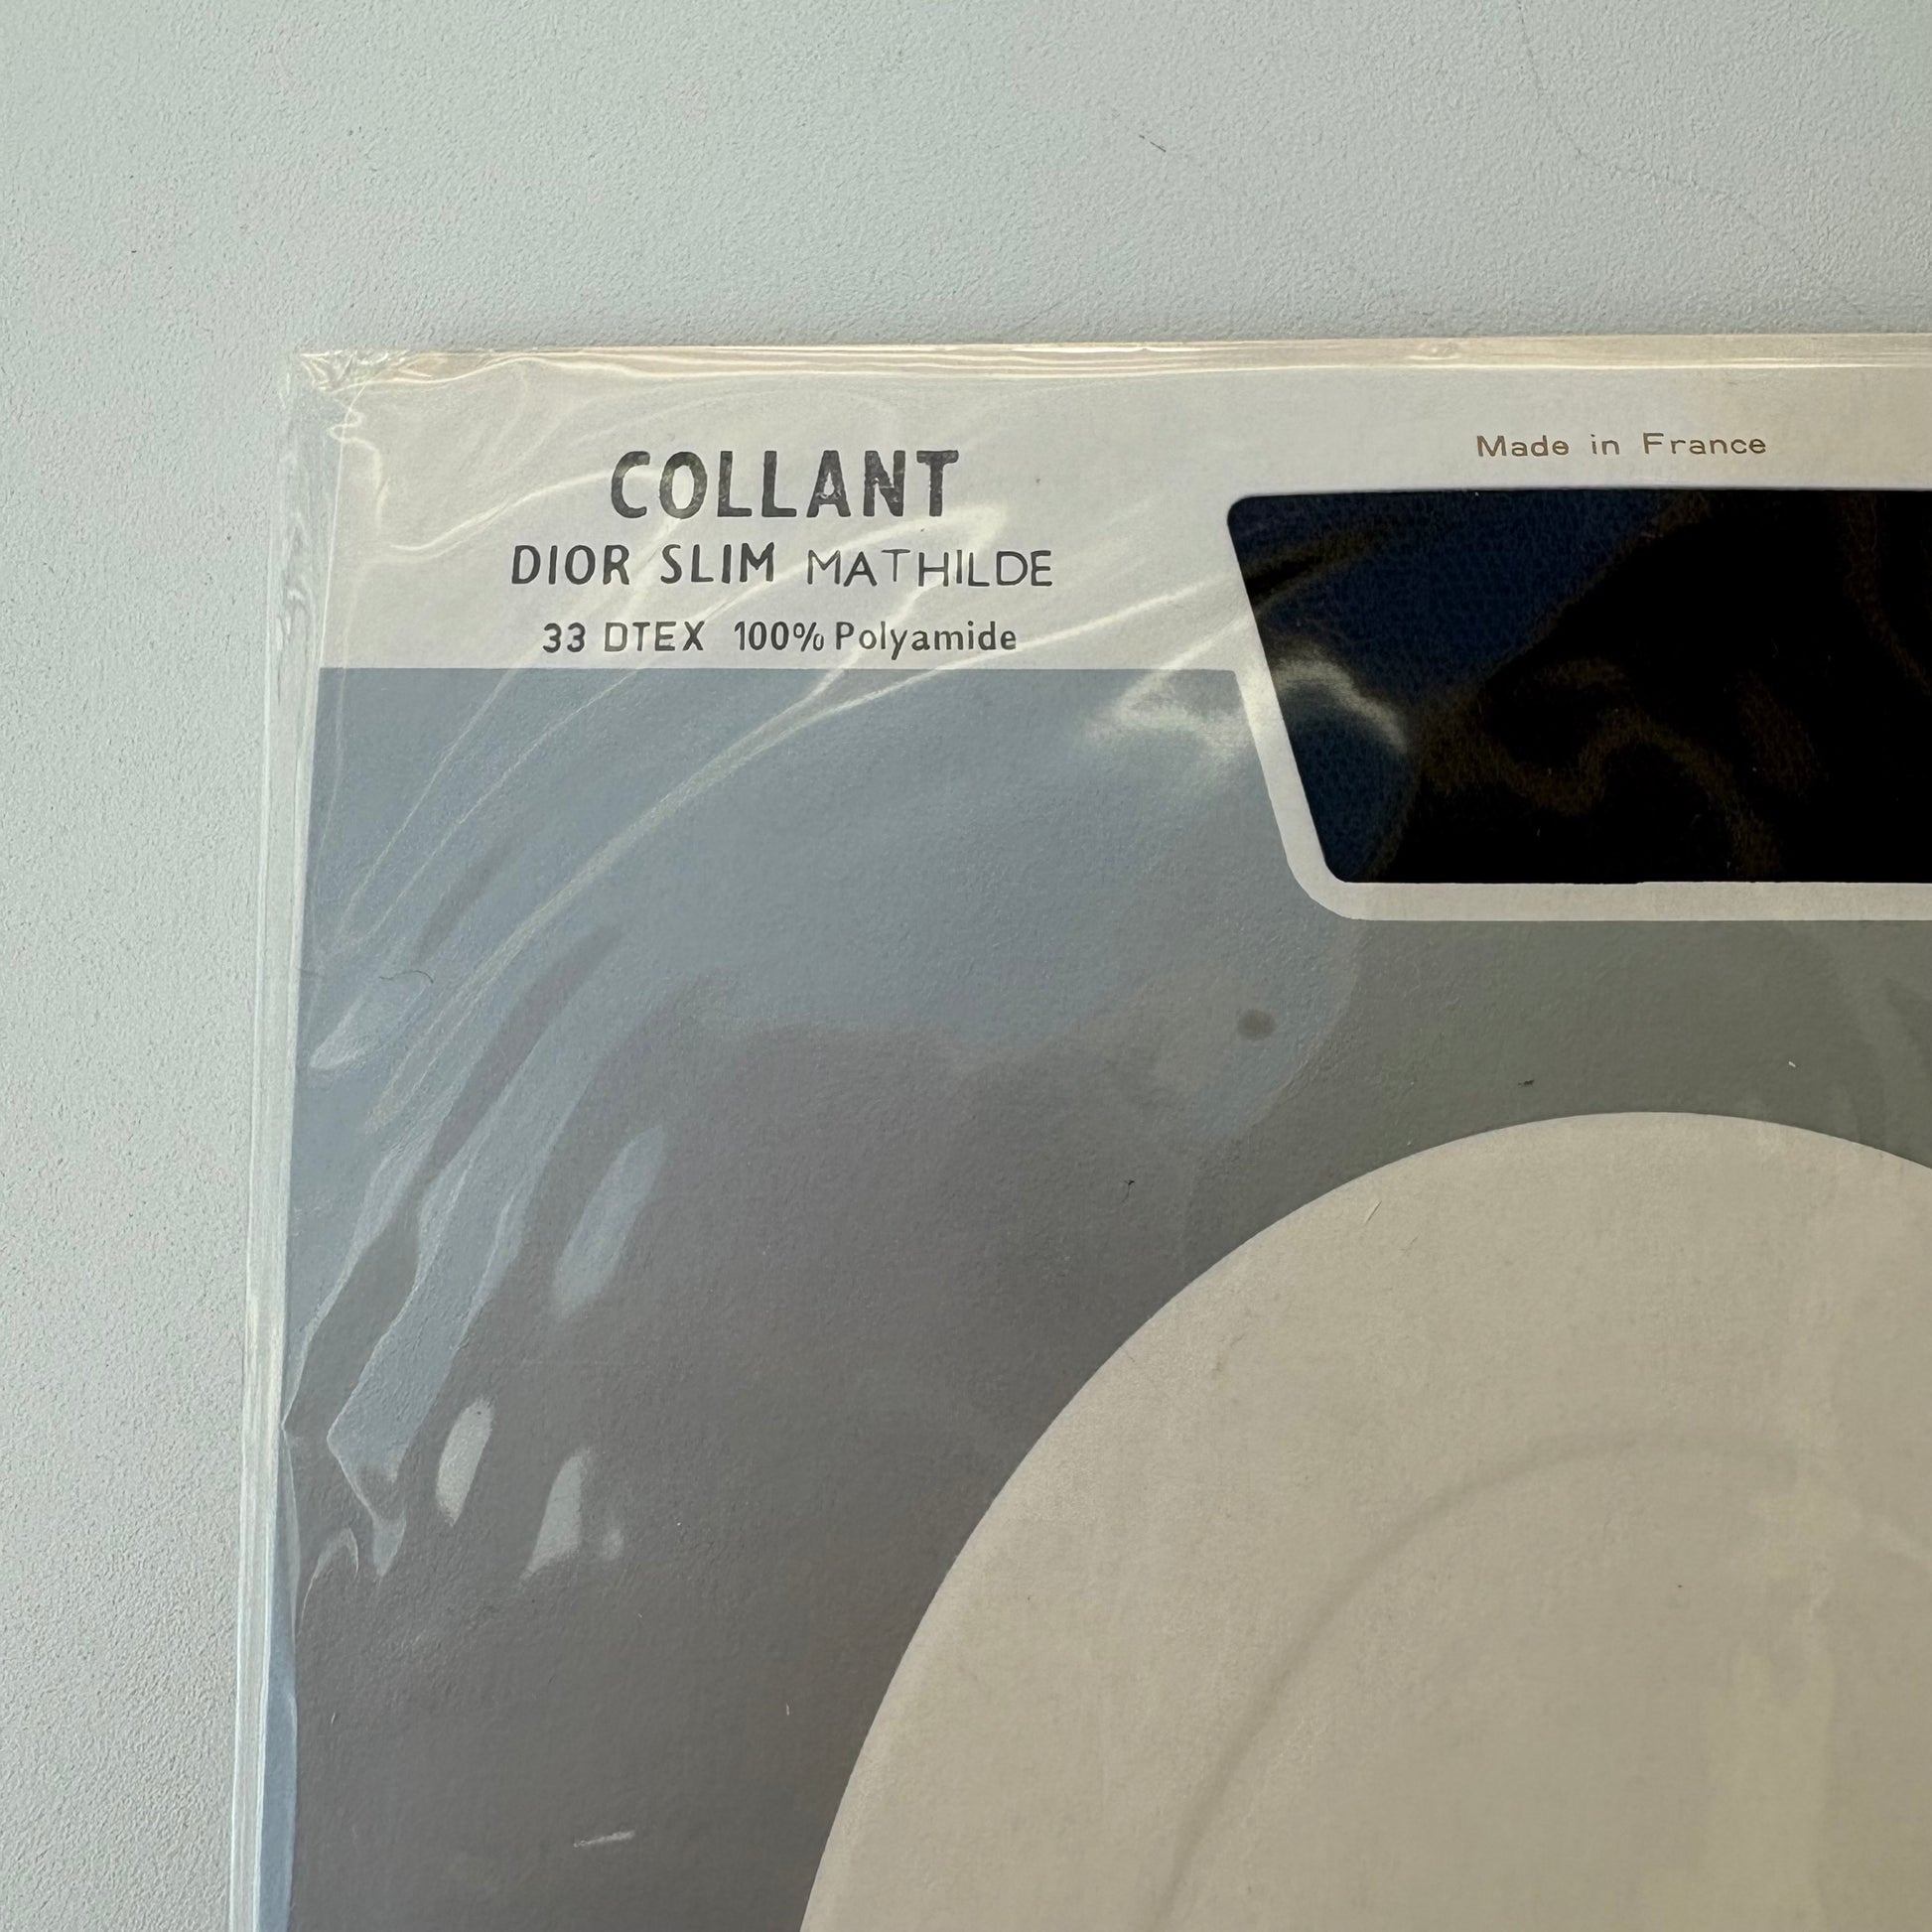 COLLANT
DIOR SLIM MATHILDE
33 DTEX 100% Polyamide
Made in France